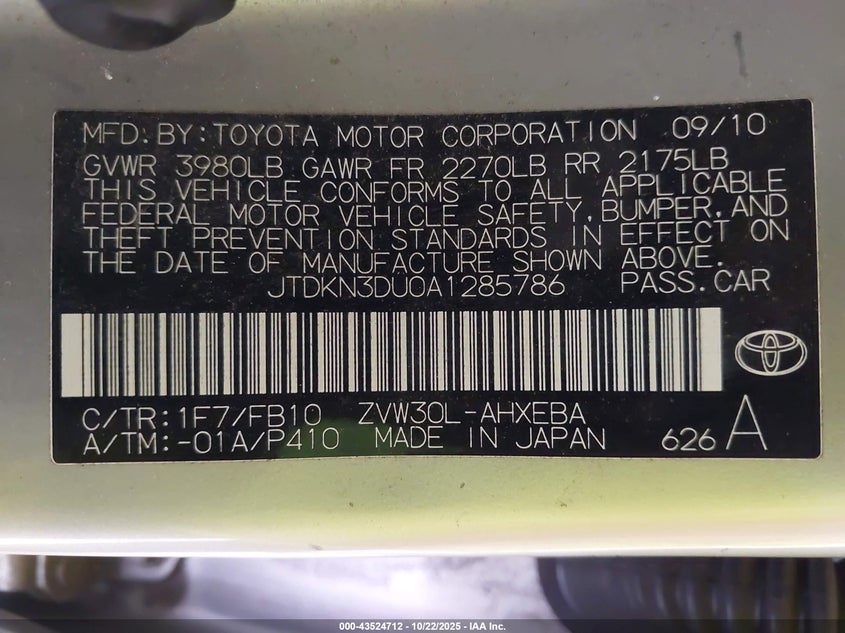 MFD.BY:TOYOTA MOTOR CORPORATION 09/10
GVWR 3980LB GAWR FR 2270LB RR 2175LB
THIS VEHICLE CONFORMS TO ALL APPLICABLE
FEDERAL MOTOR VEHICLE SAFETY,BUMPER,AND
THEFT PREVENTION STANDARDS IN EFFECT ON
THE DATE OF MANUFACTURE SHOWN ABOVE.
JTDKN3DU0A1285786 PASS.CAR
C/TR:1F7/FB10 ZVW30L-AHXEBA
A/TM:-01A/P410 MADE IN JAPAN 626 A
000-43524712 - 10/22/2025 - IAA Inc.